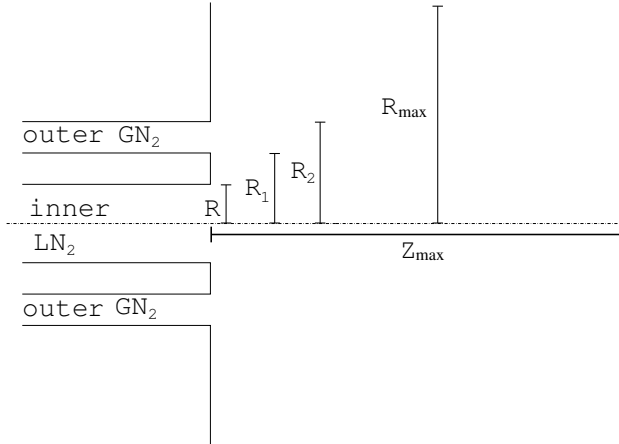 outer GN₂
R_max
R₂
R₁
R
inner
LN₂
Z_max
outer GN₂